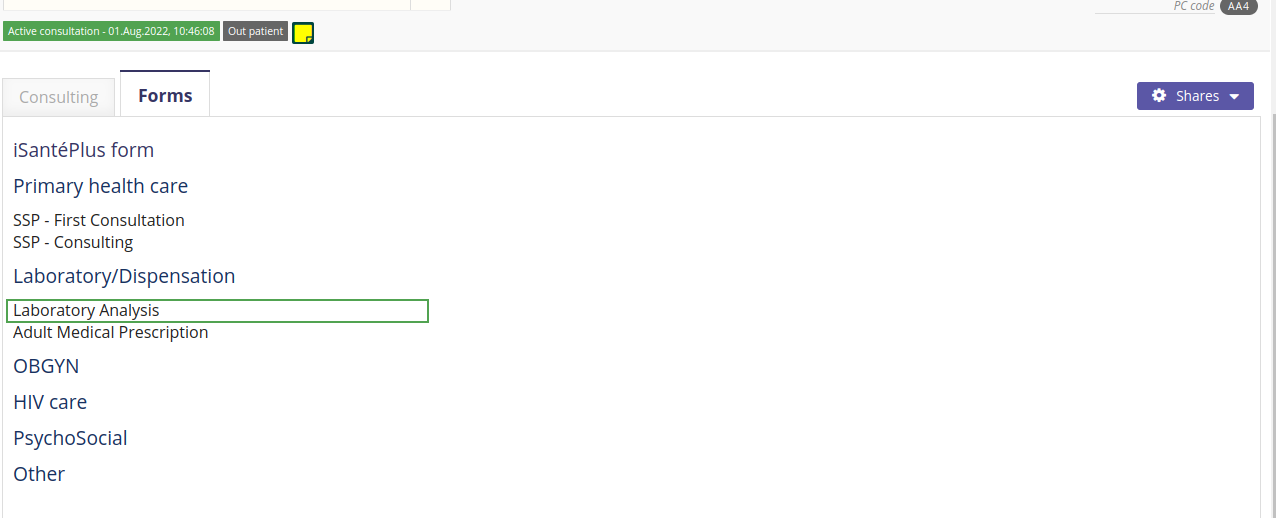 PC code AA4
Active consultation - 01.Aug.2022, 10:46:08 Out patient
Consulting Forms Shares
iSantéPlus form
Primary health care
SSP - First Consultation
SSP - Consulting
Laboratory/Dispensation
Laboratory Analysis
Adult Medical Prescription
OBGYN
HIV care
PsychoSocial
Other